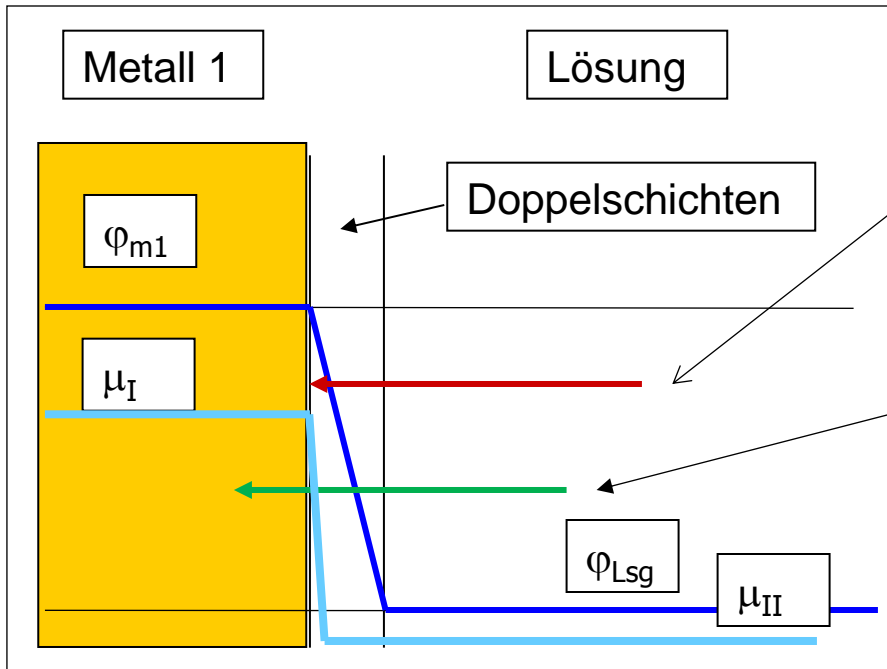 Metall 1
Lösung
Doppelschichten
φm1
μI
φLsg
μII